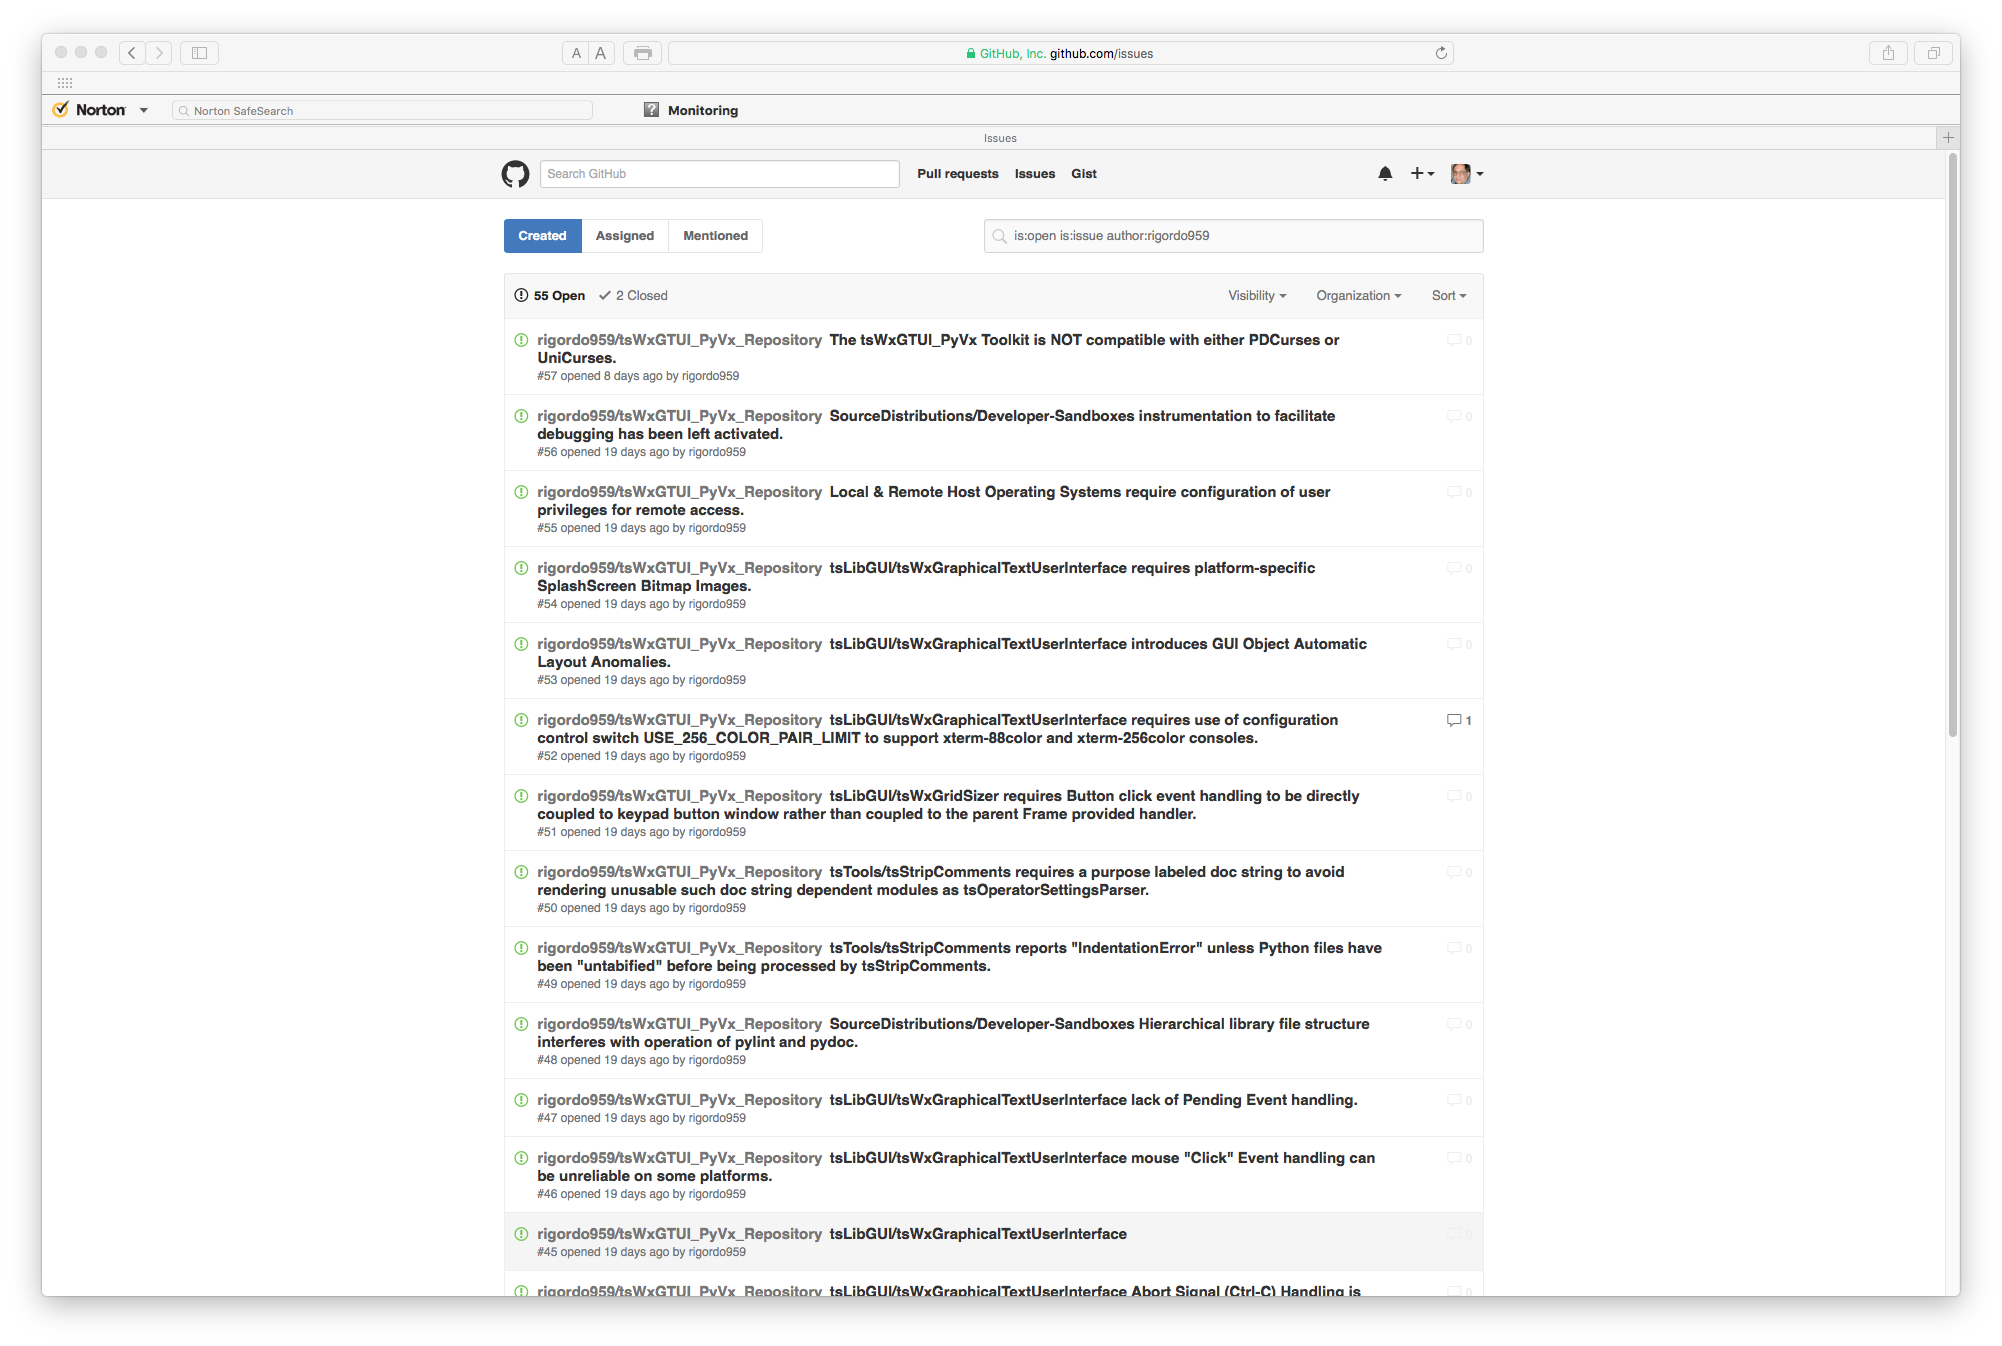 A A
GitHub, Inc. github.com/issues
Norton
Norton SafeSearch
? Monitoring
Issues
Search GitHub
Pull requests Issues Gist
Created Assigned Mentioned
is:open is:issue author:rigordo959
55 Open 2 Closed
Visibility Organization Sort
rigordo959/tsWxGTUI_PyVx_Repository The tsWxGTUI_PyVx Toolkit is NOT compatible with either PDCurses or 0
UniCurses.
#57 opened 8 days ago by rigordo959
rigordo959/tsWxGTUI_PyVx_Repository SourceDistributions/Developer-Sandboxes instrumentation to facilitate 0
debugging has been left activated.
#56 opened 19 days ago by rigordo959
rigordo959/tsWxGTUI_PyVx_Repository Local & Remote Host Operating Systems require configuration of user 0
privileges for remote access.
#55 opened 19 days ago by rigordo959
rigordo959/tsWxGTUI_PyVx_Repository tsLibGUI/tsWxGraphicalTextUserInterface requires platform-specific 0
SplashScreen Bitmap Images.
#54 opened 19 days ago by rigordo959
rigordo959/tsWxGTUI_PyVx_Repository tsLibGUI/tsWxGraphicalTextUserInterface introduces GUI Object Automatic 0
Layout Anomalies.
#53 opened 19 days ago by rigordo959
rigordo959/tsWxGTUI_PyVx_Repository tsLibGUI/tsWxGraphicalTextUserInterface requires use of configuration 1
control switch USE_256_COLOR_PAIR_LIMIT to support xterm-88color and xterm-256color consoles.
#52 opened 19 days ago by rigordo959
rigordo959/tsWxGTUI_PyVx_Repository tsLibGUI/tsWxGridSizer requires Button click event handling to be directly 0
coupled to keypad button window rather than coupled to the parent Frame provided handler.
#51 opened 19 days ago by rigordo959
rigordo959/tsWxGTUI_PyVx_Repository tsTools/tsStripComments requires a purpose labeled doc string to avoid 0
rendering unusable such doc string dependent modules as tsOperatorSettingsParser.
#50 opened 19 days ago by rigordo959
rigordo959/tsWxGTUI_PyVx_Repository tsTools/tsStripComments reports "IndentationError" unless Python files have 0
been "untabified" before being processed by tsStripComments.
#49 opened 19 days ago by rigordo959
rigordo959/tsWxGTUI_PyVx_Repository SourceDistributions/Developer-Sandboxes Hierarchical library file structure 0
interferes with operation of pylint and pydoc.
#48 opened 19 days ago by rigordo959
rigordo959/tsWxGTUI_PyVx_Repository tsLibGUI/tsWxGraphicalTextUserInterface lack of Pending Event handling. 0
#47 opened 19 days ago by rigordo959
rigordo959/tsWxGTUI_PyVx_Repository tsLibGUI/tsWxGraphicalTextUserInterface mouse "Click" Event handling can 0
be unreliable on some platforms.
#46 opened 19 days ago by rigordo959
rigordo959/tsWxGTUI_PyVx_Repository tsLibGUI/tsWxGraphicalTextUserInterface 0
#45 opened 19 days ago by rigordo959
rigordo959/tsWxGTUI_PyVx_Repository tsLibGUI/tsWxGraphicalTextUserInterface Abort Signal (Ctrl-C) Handling is 0